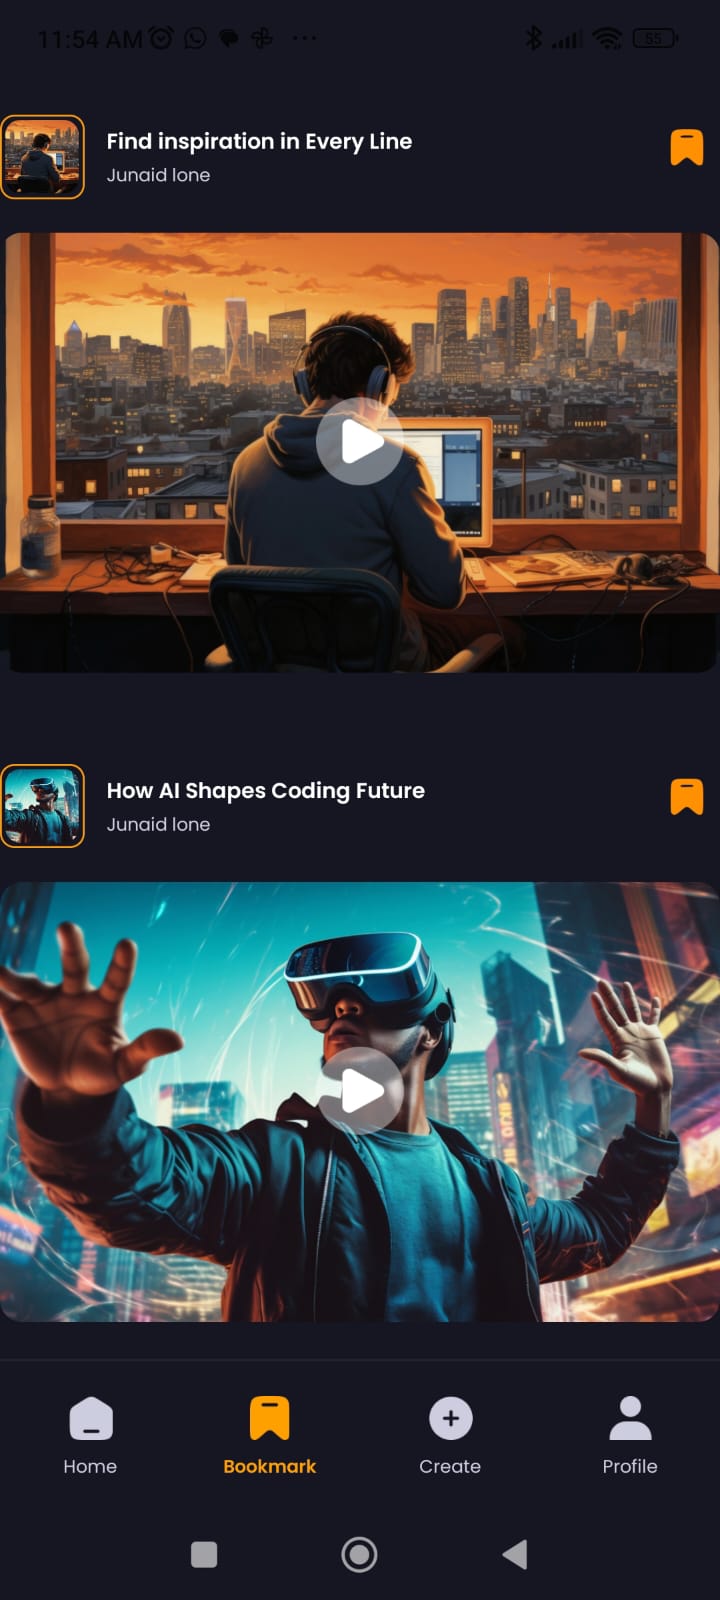 11:54 AM
55
Find inspiration in Every Line
Junaid lone
How AI Shapes Coding Future
Junaid lone
Home
Bookmark
Create
Profile